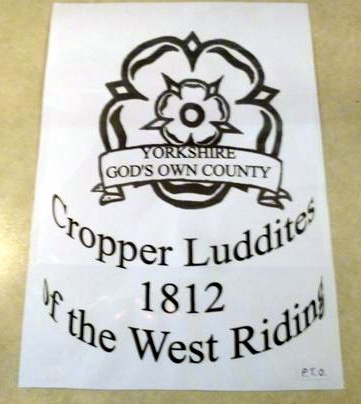 YORKSHIRE
GOD'S OWN COUNTY
Cropper Luddites
1812
of the West Riding
P.T.O.